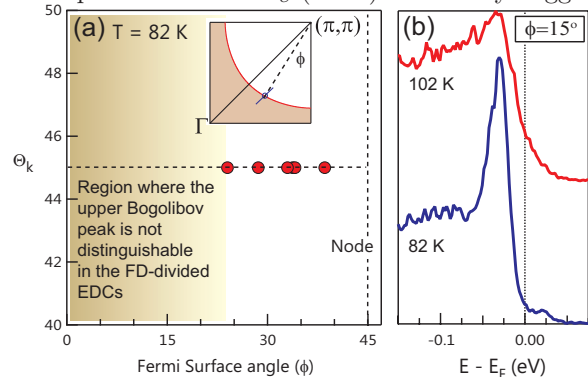 50
48
46
44
42
40
Θk
(a) T = 82 K
(π,π)
ϕ
Γ
Region where the
upper Bogolibov
peak is not
distinguishable
in the FD-divided
EDCs
Node
0 15 30 45
Fermi Surface angle (ϕ)
(b)
ϕ=15°
102 K
82 K
-0.1 0.00
E - EF (eV)